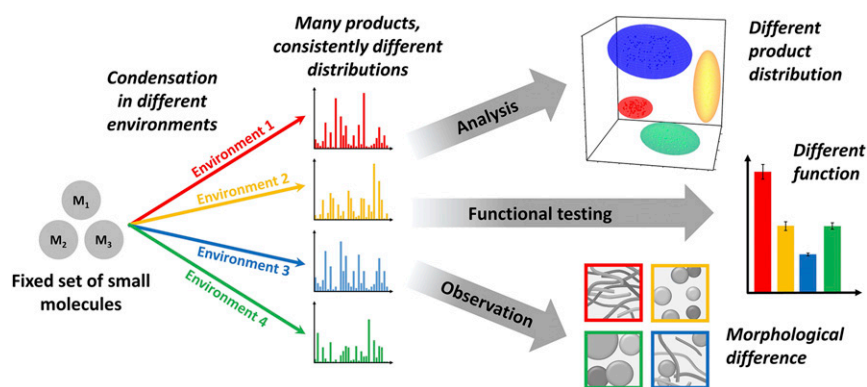 Condensation
in different
environments
Many products,
consistently different
distributions
Different
product
distribution
Environment 1
Environment 2
Environment 3
Environment 4
M1
M2 M3
Fixed set of small
molecules
Analysis
Functional testing
Observation
Different
function
Morphological
difference